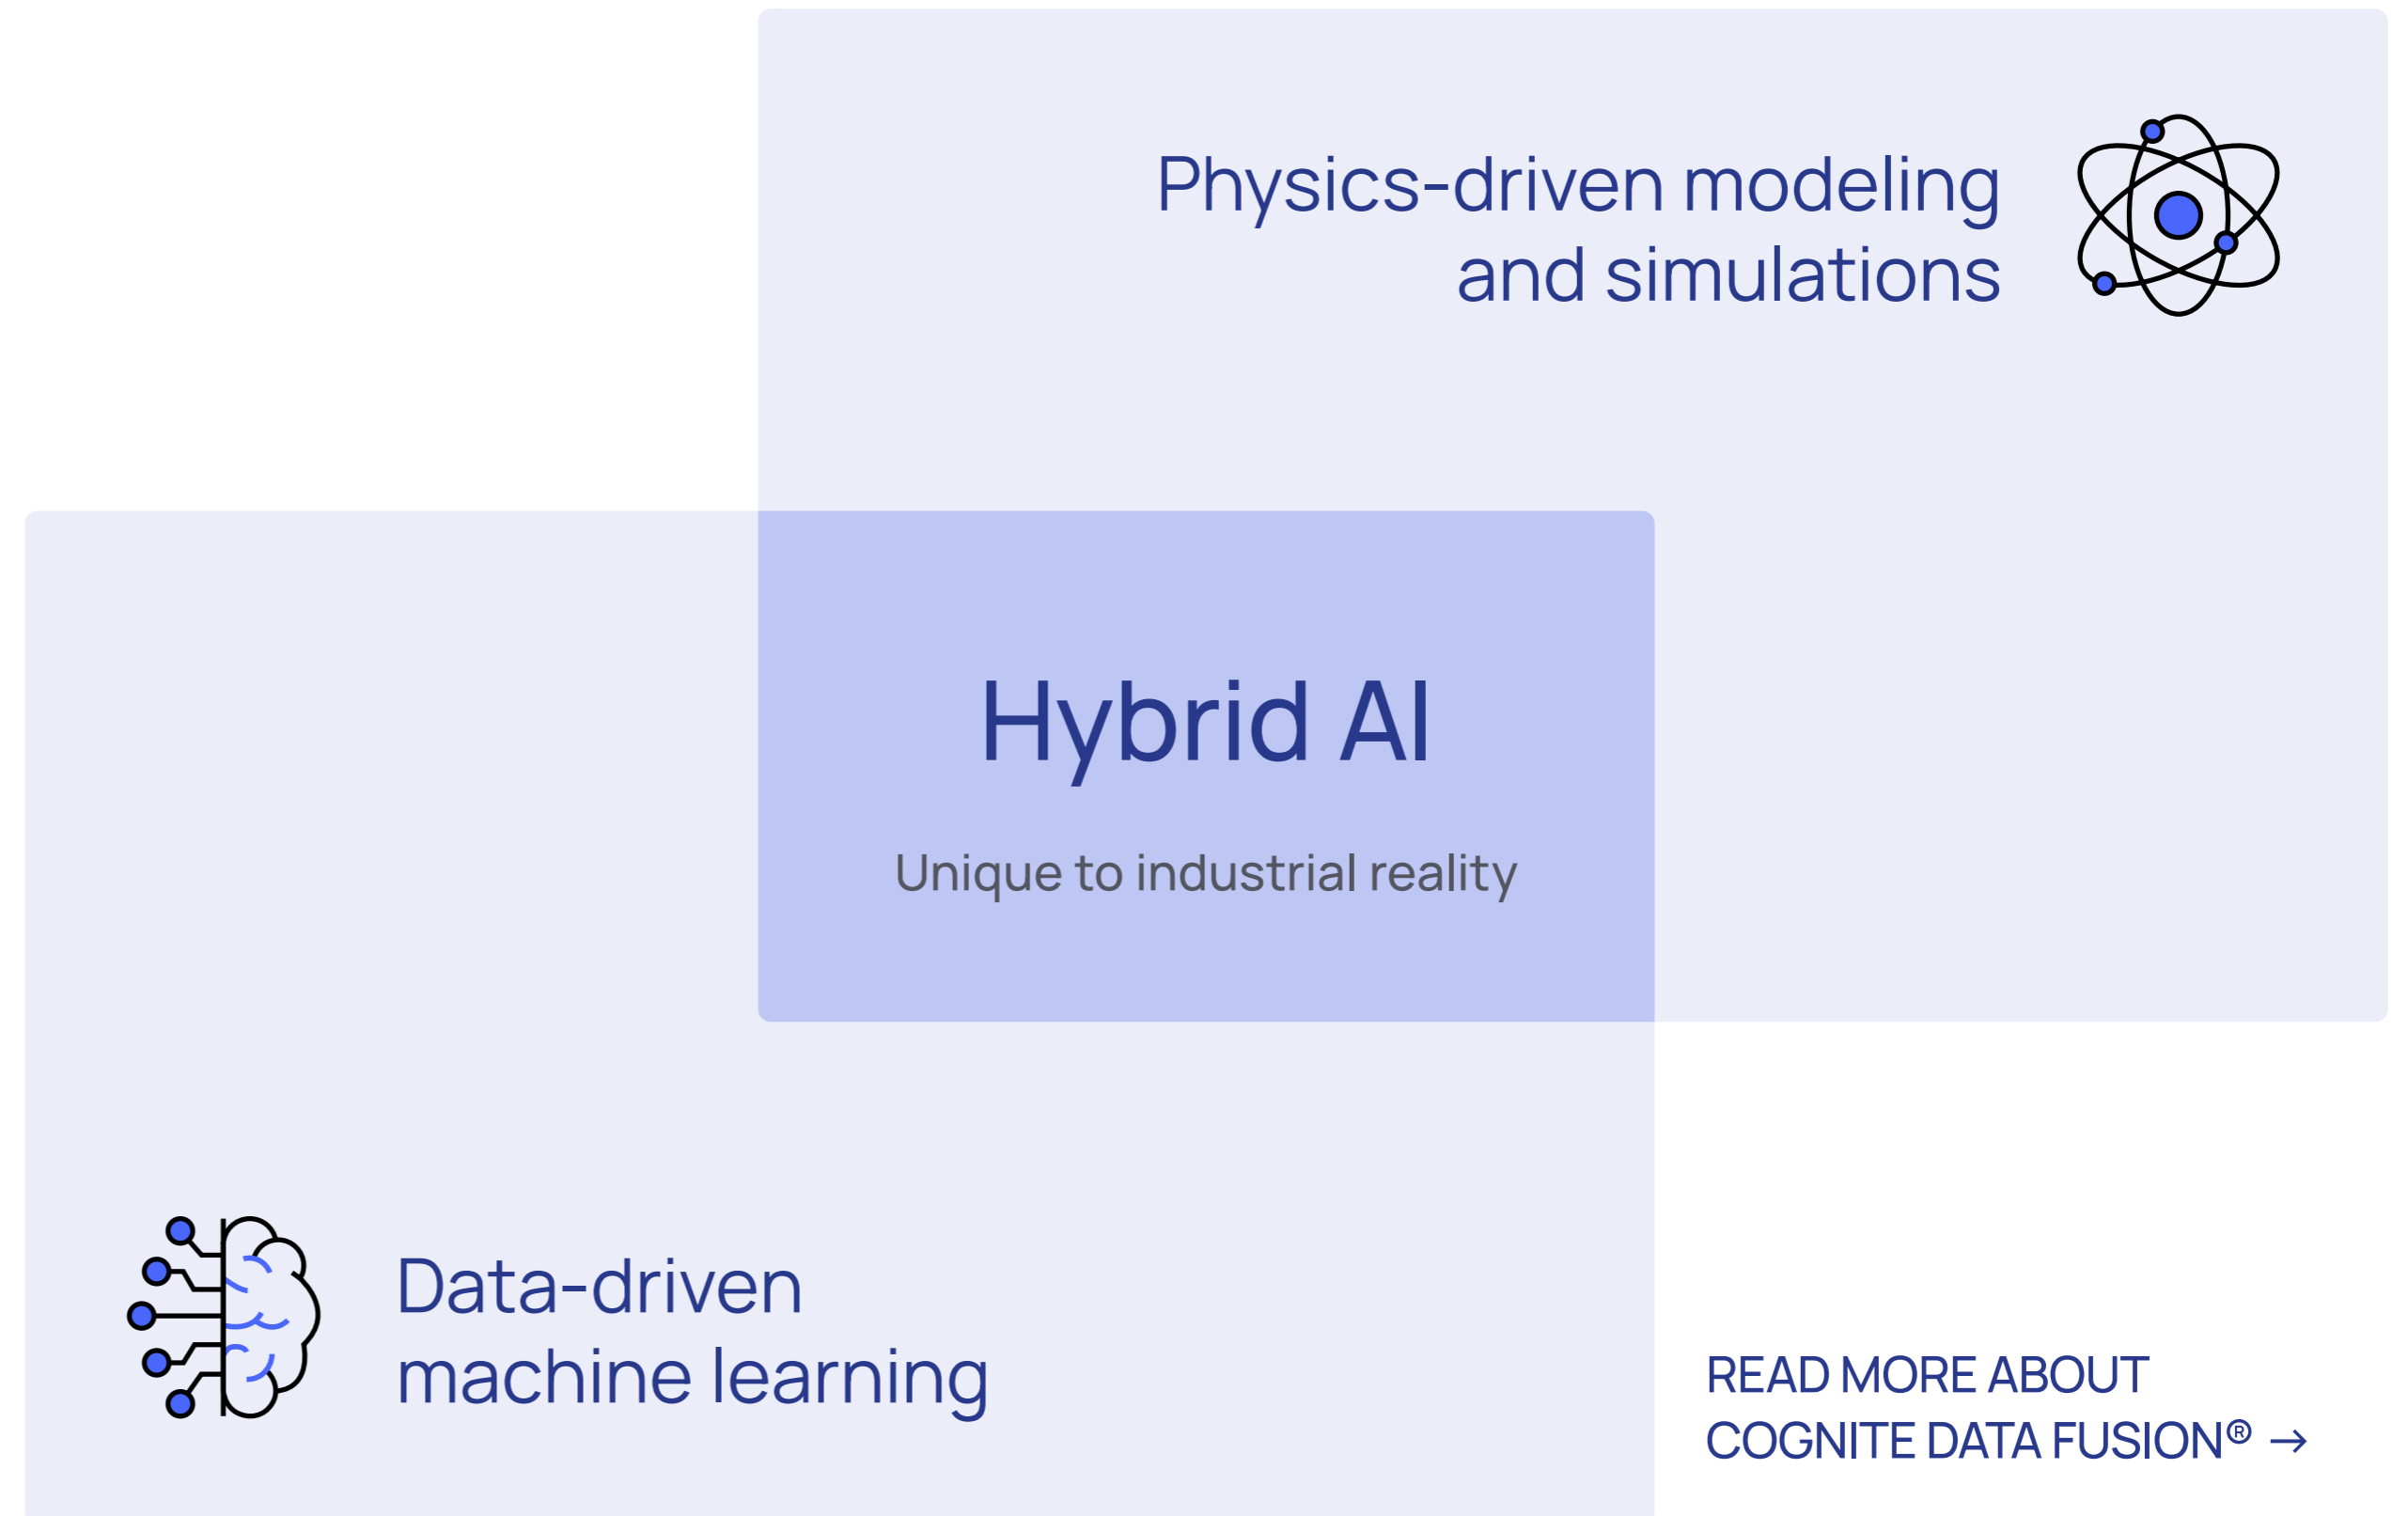 Physics-driven modeling
and simulations
Hybrid AI
Unique to industrial reality
Data-driven
machine learning
READ MORE ABOUT
COGNITE DATA FUSION® →